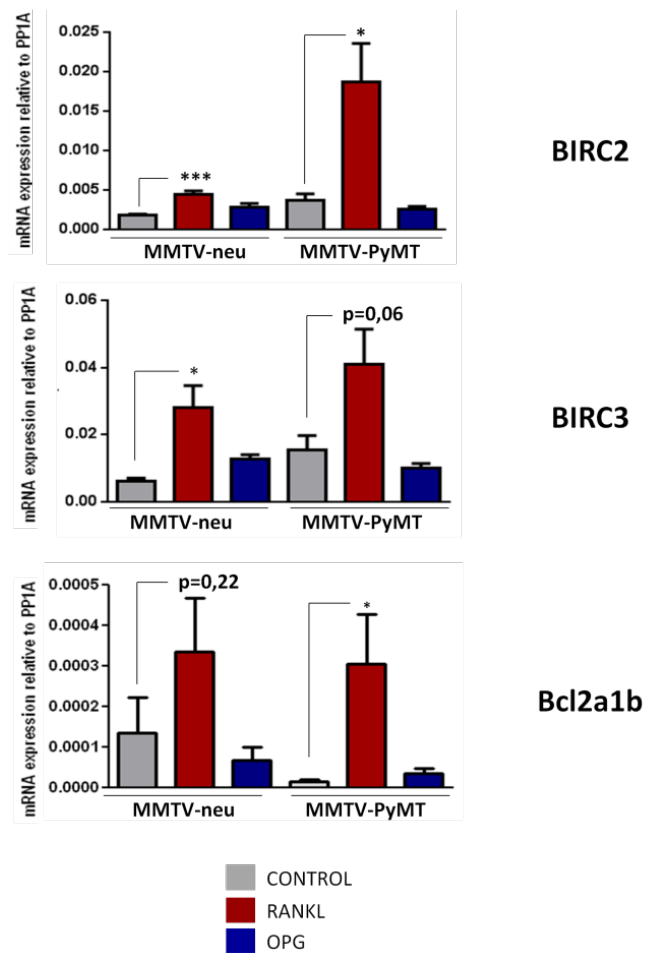 mRNA expression relative to PP1A
0.025
0.020
0.015
0.010
0.005
0.000
***
*
MMTV-neu
MMTV-PyMT
BIRC2
mRNA expression relative to PP1A
0.06
0.04
0.02
0.00
*
p=0,06
MMTV-neu
MMTV-PyMT
BIRC3
mRNA expression relative to PP1A
0.0005
0.0004
0.0003
0.0002
0.0001
0.0000
p=0,22
*
MMTV-neu
MMTV-PyMT
Bcl2a1b
CONTROL
RANKL
OPG